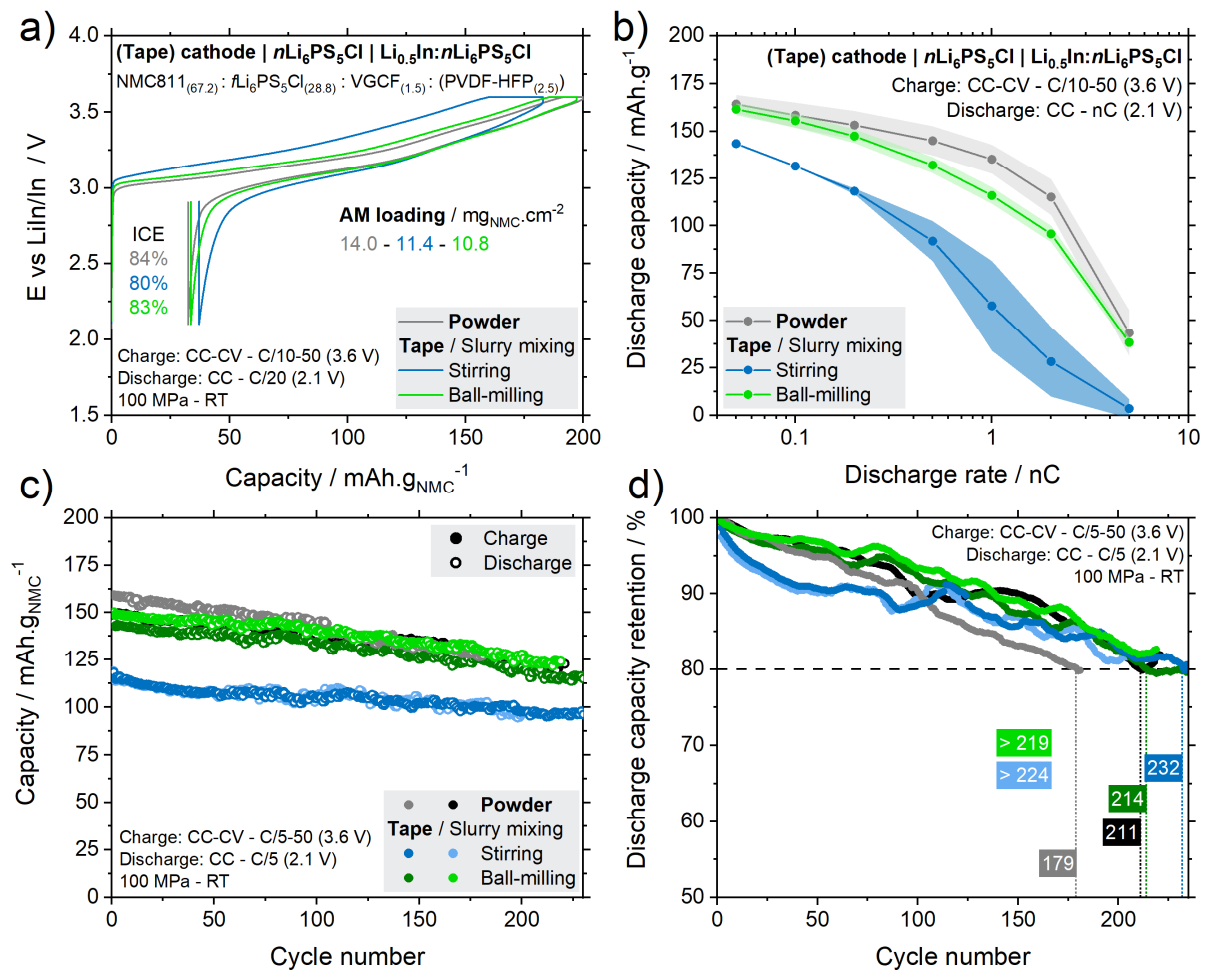 a)
(Tape) cathode | nLi₆PS₅Cl | Li₀.₅In:nLi₆PS₅Cl
NMC811₍₆₇.₂₎ : fLi₆PS₅Cl₍₂₈.₈₎ : VGCF₍₁.₅₎ : (PVDF-HFP₍₂.₅₎)
AM loading / mg_NMC.cm⁻²
14.0 - 11.4 - 10.8
ICE
84%
80%
83%
Charge: CC-CV - C/10-50 (3.6 V)
Discharge: CC - C/20 (2.1 V)
100 MPa - RT
Powder
Tape / Slurry mixing
Stirring
Ball-milling
E vs LiIn/In / V
4.0
3.5
3.0
2.5
2.0
1.5
0 50 100 150 200
Capacity / mAh.g_NMC⁻¹
b)
(Tape) cathode | nLi₆PS₅Cl | Li₀.₅In:nLi₆PS₅Cl
Charge: CC-CV - C/10-50 (3.6 V)
Discharge: CC - nC (2.1 V)
Powder
Tape / Slurry mixing
Stirring
Ball-milling
Discharge capacity / mAh.g⁻¹
200
175
150
125
100
75
50
25
0
0.1 1 10
Discharge rate / nC
c)
Charge
Discharge
Charge: CC-CV - C/5-50 (3.6 V)
Discharge: CC - C/5 (2.1 V)
100 MPa - RT
Powder
Tape / Slurry mixing
Stirring
Ball-milling
Capacity / mAh.g_NMC⁻¹
200
175
150
125
100
75
50
25
0
0 50 100 150 200
Cycle number
d)
Charge: CC-CV - C/5-50 (3.6 V)
Discharge: CC - C/5 (2.1 V)
100 MPa - RT
> 219
> 224
232
214
211
179
Discharge capacity retention / %
100
90
80
70
60
50
0 50 100 150 200
Cycle number